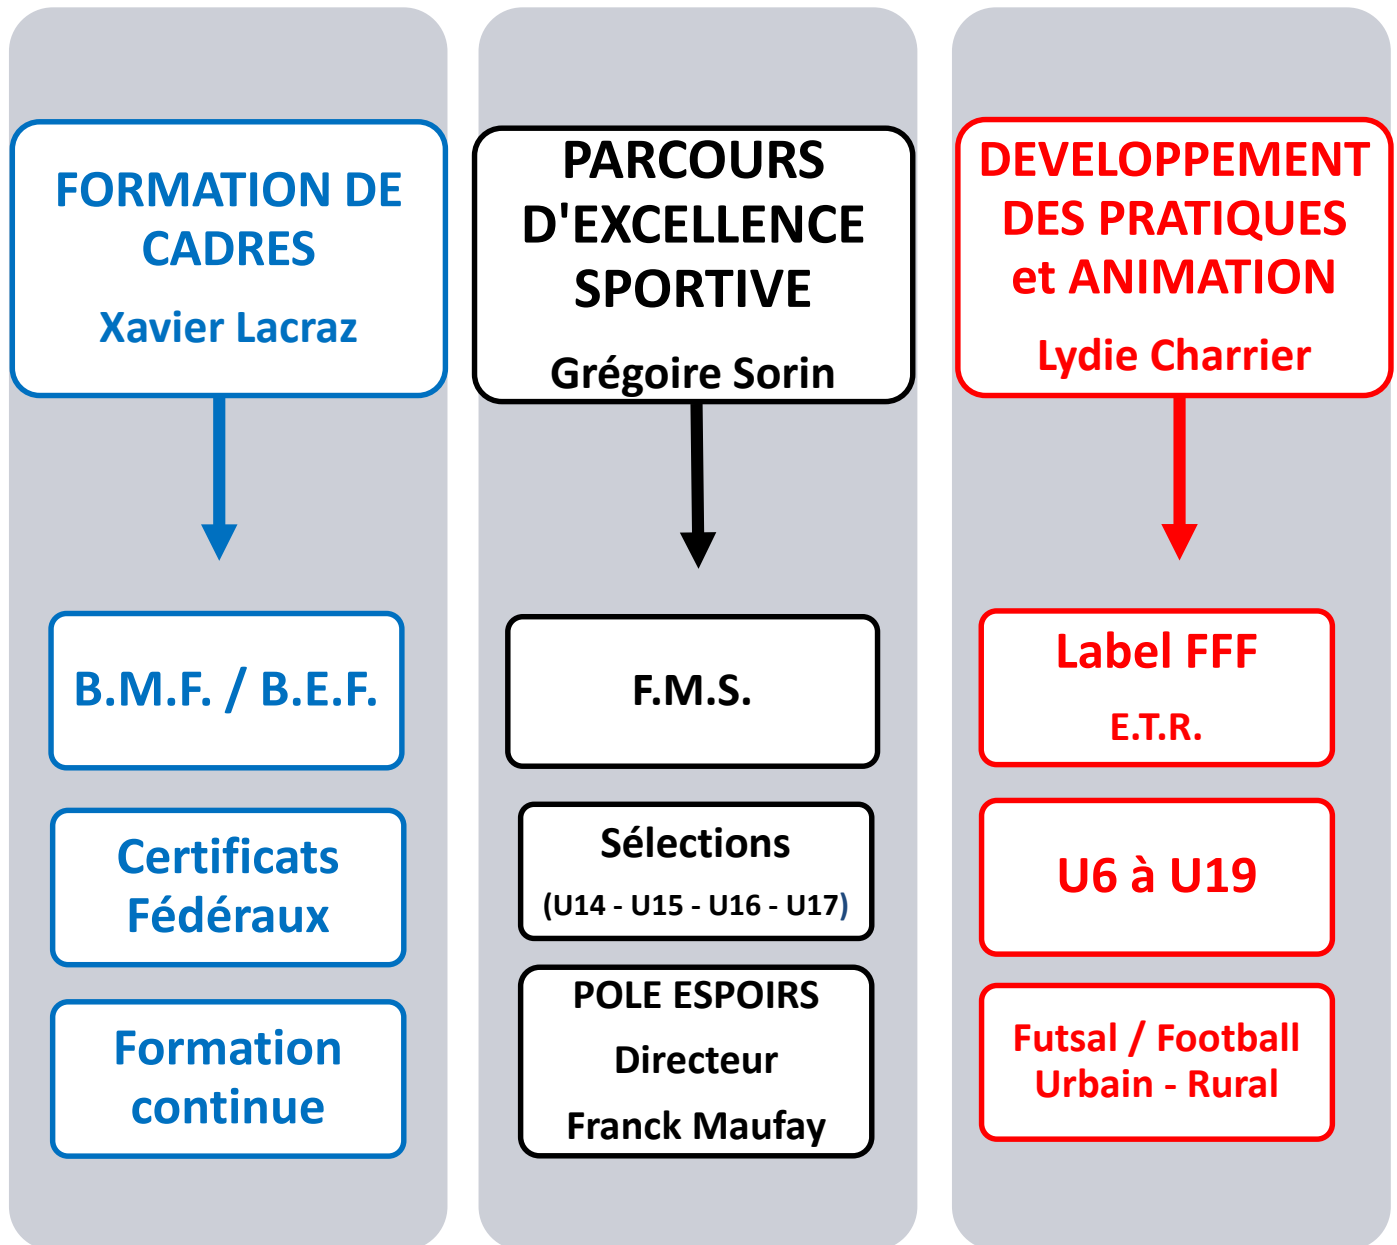 FORMATION DE
CADRES
Xavier Lacraz
B.M.F. / B.E.F.
Certificats
Fédéraux
Formation
continue
PARCOURS
D'EXCELLENCE
SPORTIVE
Grégoire Sorin
F.M.S.
Sélections
(U14 - U15 - U16 - U17)
POLE ESPOIRS
Directeur
Franck Maufay
DEVELOPPEMENT
DES PRATIQUES
et ANIMATION
Lydie Charrier
Label FFF
E.T.R.
U6 à U19
Futsal / Football
Urbain - Rural